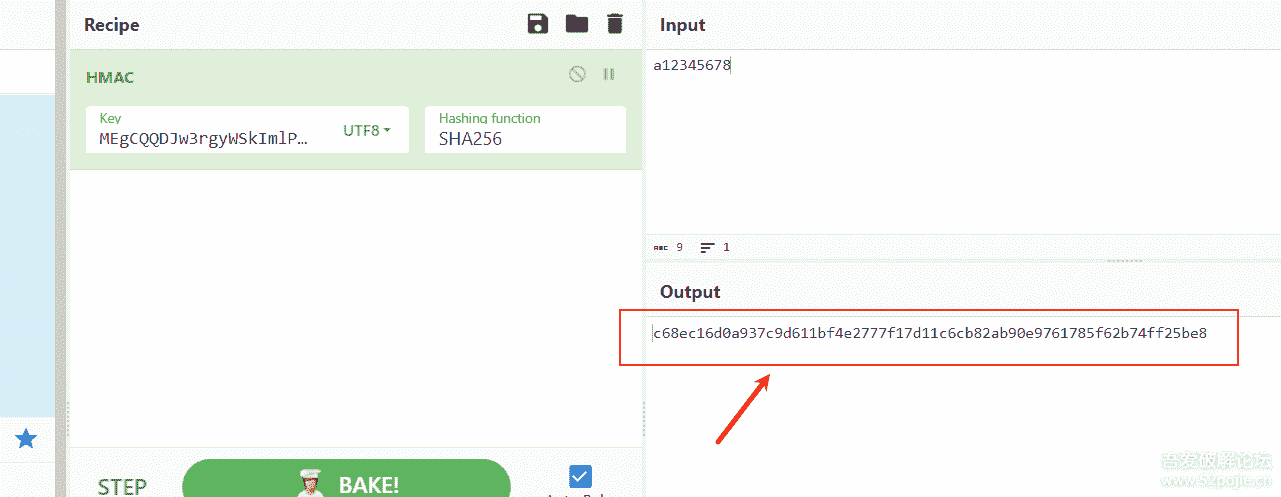 Recipe
HMAC
Key
MEgCQQDJw3rgyWSkImlP…
UTF8
Hashing function
SHA256
STEP
BAKE!
Input
a12345678
ABC 9 1
Output
c68ec16d0a937c9d611bf4e2777f17d11c6cb82ab90e9761785f62b74ff25be8
吾爱破解论坛
www.52pojie.cn